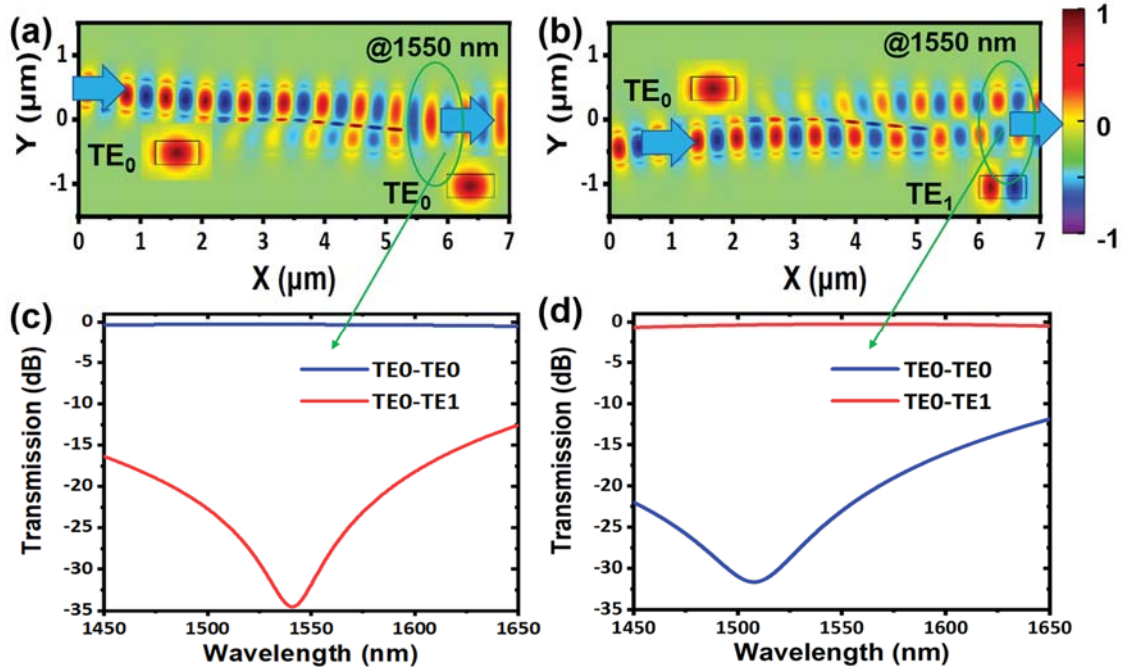 (a)
@1550 nm
TE0
TE0
Y (μm)
1
0
-1
0 1 2 3 4 5 6 7
X (μm)
(b)
@1550 nm
TE0
TE0
TE1
Y (μm)
1
0
-1
0 1 2 3 4 5 6 7
X (μm)
1
0
-1
(c)
Transmission (dB)
0
-5
-10
-15
-20
-25
-30
-35
TE0-TE0
TE0-TE1
1450 1500 1550 1600 1650
Wavelength (nm)
(d)
Transmission (dB)
0
-5
-10
-15
-20
-25
-30
-35
TE0-TE0
TE0-TE1
1450 1500 1550 1600 1650
Wavelength (nm)